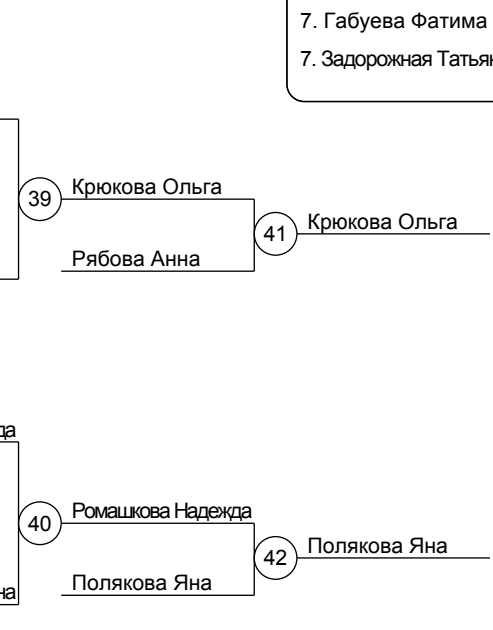 7. Габуева Фатима
7. Задорожная
39
Крюкова Ольга
41
Крюкова Ольга
Рябова Анна
40
Ромашкова Надежда
42
Полякова Яна
Полякова Яна